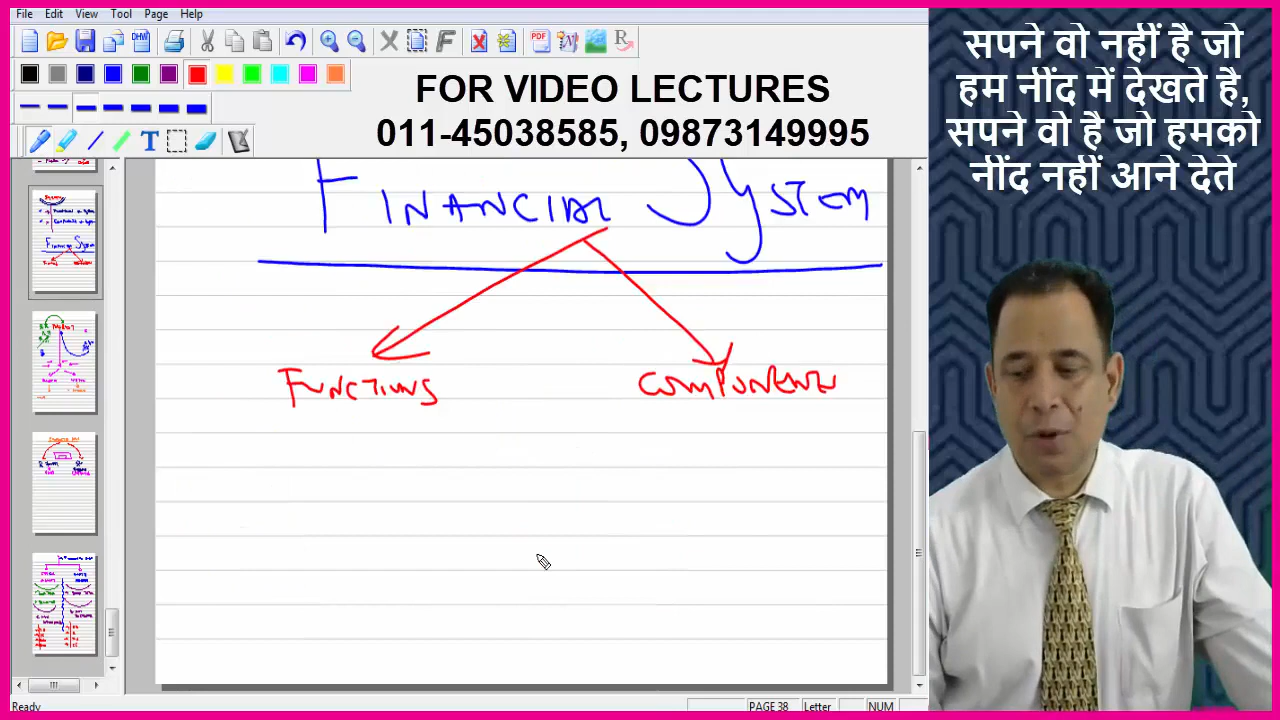 File Edit View Tool Page Help
FOR VIDEO LECTURES
011-45038585, 09873149995
सपने वो नहीं है जो
हम नींद में देखते है,
सपने वो है जो हमको
नींद नहीं आने देते
FINANCIAL SYSTEM
FUNCTIONS
COMPONENTS
Ready
PAGE 38
Letter
NUM